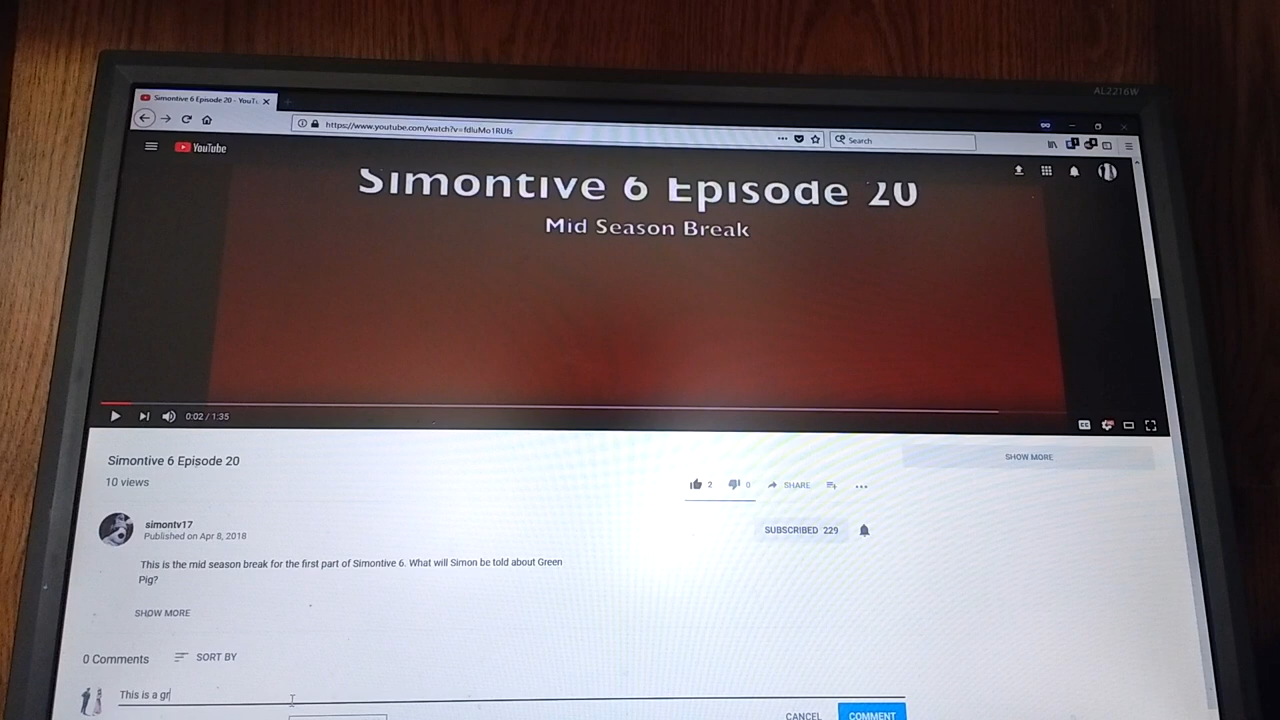 AL2216W
Simontive 6 Episode 20 - YouTu
https://www.youtube.com/watch?v=fdluMo1RUfs
Search
YouTube
Simontive 6 Episode 20
Mid Season Break
0:02 / 1:35
CC
Simontive 6 Episode 20
SHOW MORE
10 views
2
0
SHARE
simontv17
Published on Apr 8, 2018
SUBSCRIBED 229
This is the mid season break for the first part of Simontive 6. What will Simon be told about Green
Pig?
SHOW MORE
0 Comments
SORT BY
This is a gr
CANCEL
COMMENT